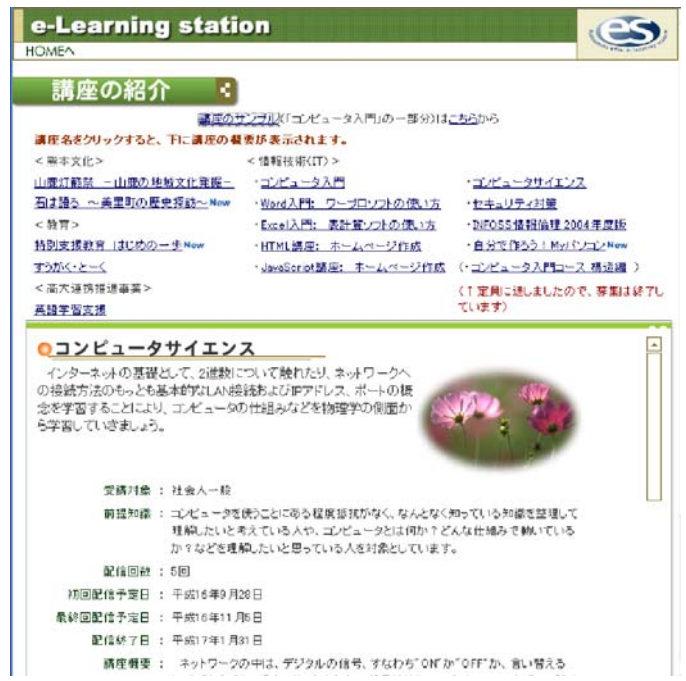 e-Learning station
HOMEへ
es
講座の紹介
講座のサンプル(「コンピュータ入門」の一部分)はこちらから
講座名をクリックすると、下に講座の概要が表示されます。
<熊本文化> <情報技術(IT)>
山鹿灯籠祭 －山鹿の地域文化発掘－ ・コンピュータ入門 ・コンピュータサイエンス
石は語る ～美里町の歴史探訪～New ・Word入門: ワープロソフトの使い方 ・セキュリティ対策
<教育> ・Excel入門: 表計算ソフトの使い方 ・INFOSS情報倫理 2004年度版
特別支援教育 はじめの一歩New ・HTML講座: ホームページ作成 ・自分で作ろう！MyパソコンNew
すうがく・とーく ・JavaScript講座: ホームページ作成 (・コンピュータ入門コース 構造編 )
<高大連携推進事業> (↑定員に達しましたので、募集は終了し
英語学習支援 ています)
コンピュータサイエンス
インターネットの基礎として、2進数について触れたり、ネットワークへ
の接続方法のもっとも基本的なLAN接続およびIPアドレス、ポートの概
念を学習することにより、コンピュータの仕組みなどを物理学の側面か
ら学習していきましょう。
受講対象 : 社会人一般
前提知識 : コンピュータを使うことにある程度抵抗がなく、なんとなく知っている知識を整理して
理解したいと考えている人や、コンピュータとは何か？どんな仕組みで動いている
か？などを理解したいと思っている人を対象としています。
配信回数 : 5回
初回配信予定日 : 平成16年9月28日
最終回配信予定日 : 平成16年11月5日
配信終了日 : 平成17年1月31日
講座概要 : ネットワークの中は、デジタルの信号、すなわち"ON"か"OFF"か、言い替える